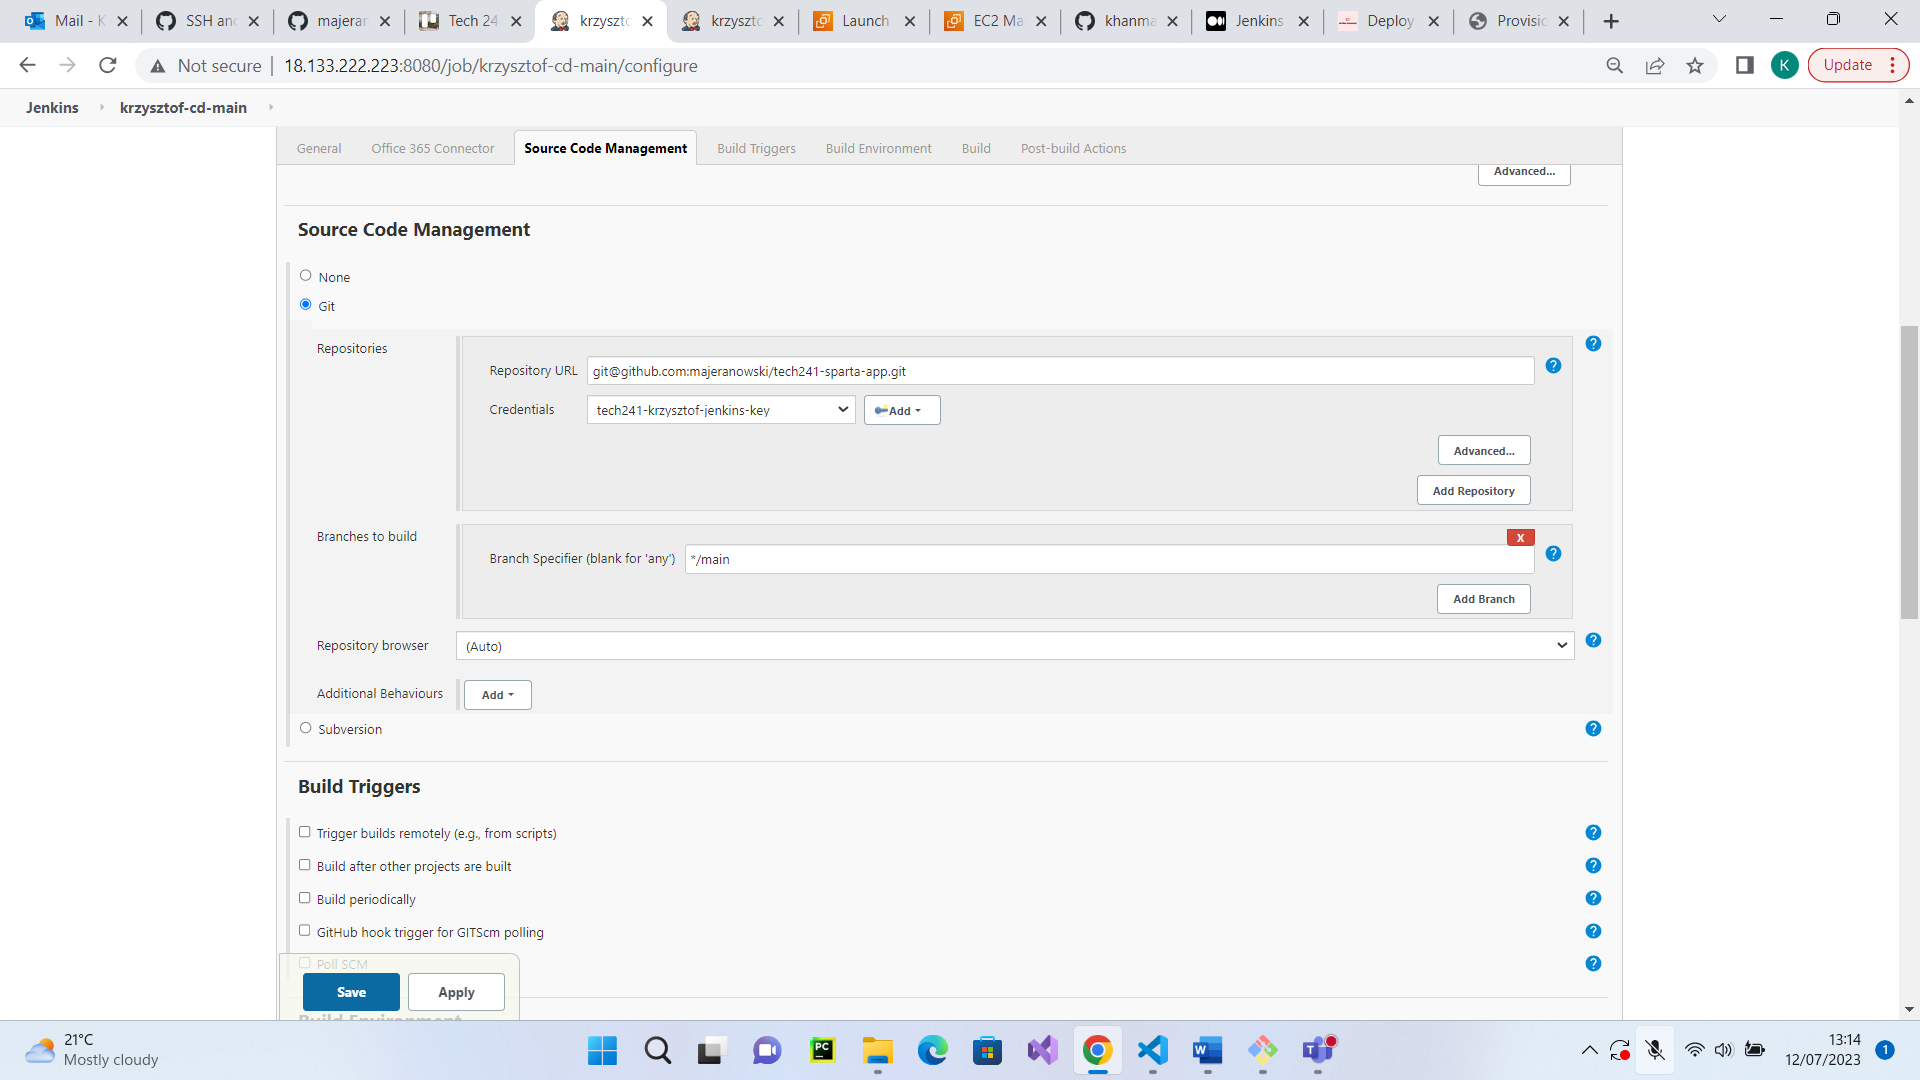 Mail - K
SSH and
majeran
Tech 24
krzyszto
krzyszto
Launch
EC2 Ma
khanma
Jenkins
Deploy
Provisio
Not secure
18.133.222.223:8080/job/krzysztof-cd-main/configure
K
Update
Jenkins
krzysztof-cd-main
General
Office 365 Connector
Source Code Management
Build Triggers
Build Environment
Build
Post-build Actions
Advanced...
Source Code Management
None
Git
Repositories
Repository URL
git@github.com:majeranowski/tech241-sparta-app.git
Credentials
tech241-krzysztof-jenkins-key
Add
Advanced...
Add Repository
Branches to build
X
Branch Specifier (blank for 'any')
*/main
Add Branch
Repository browser
(Auto)
Additional Behaviours
Add
Subversion
Build Triggers
Trigger builds remotely (e.g., from scripts)
Build after other projects are built
Build periodically
GitHub hook trigger for GITScm polling
Poll SCM
Save
Apply
Build Environment
21°C
Mostly cloudy
13:14
12/07/2023
1